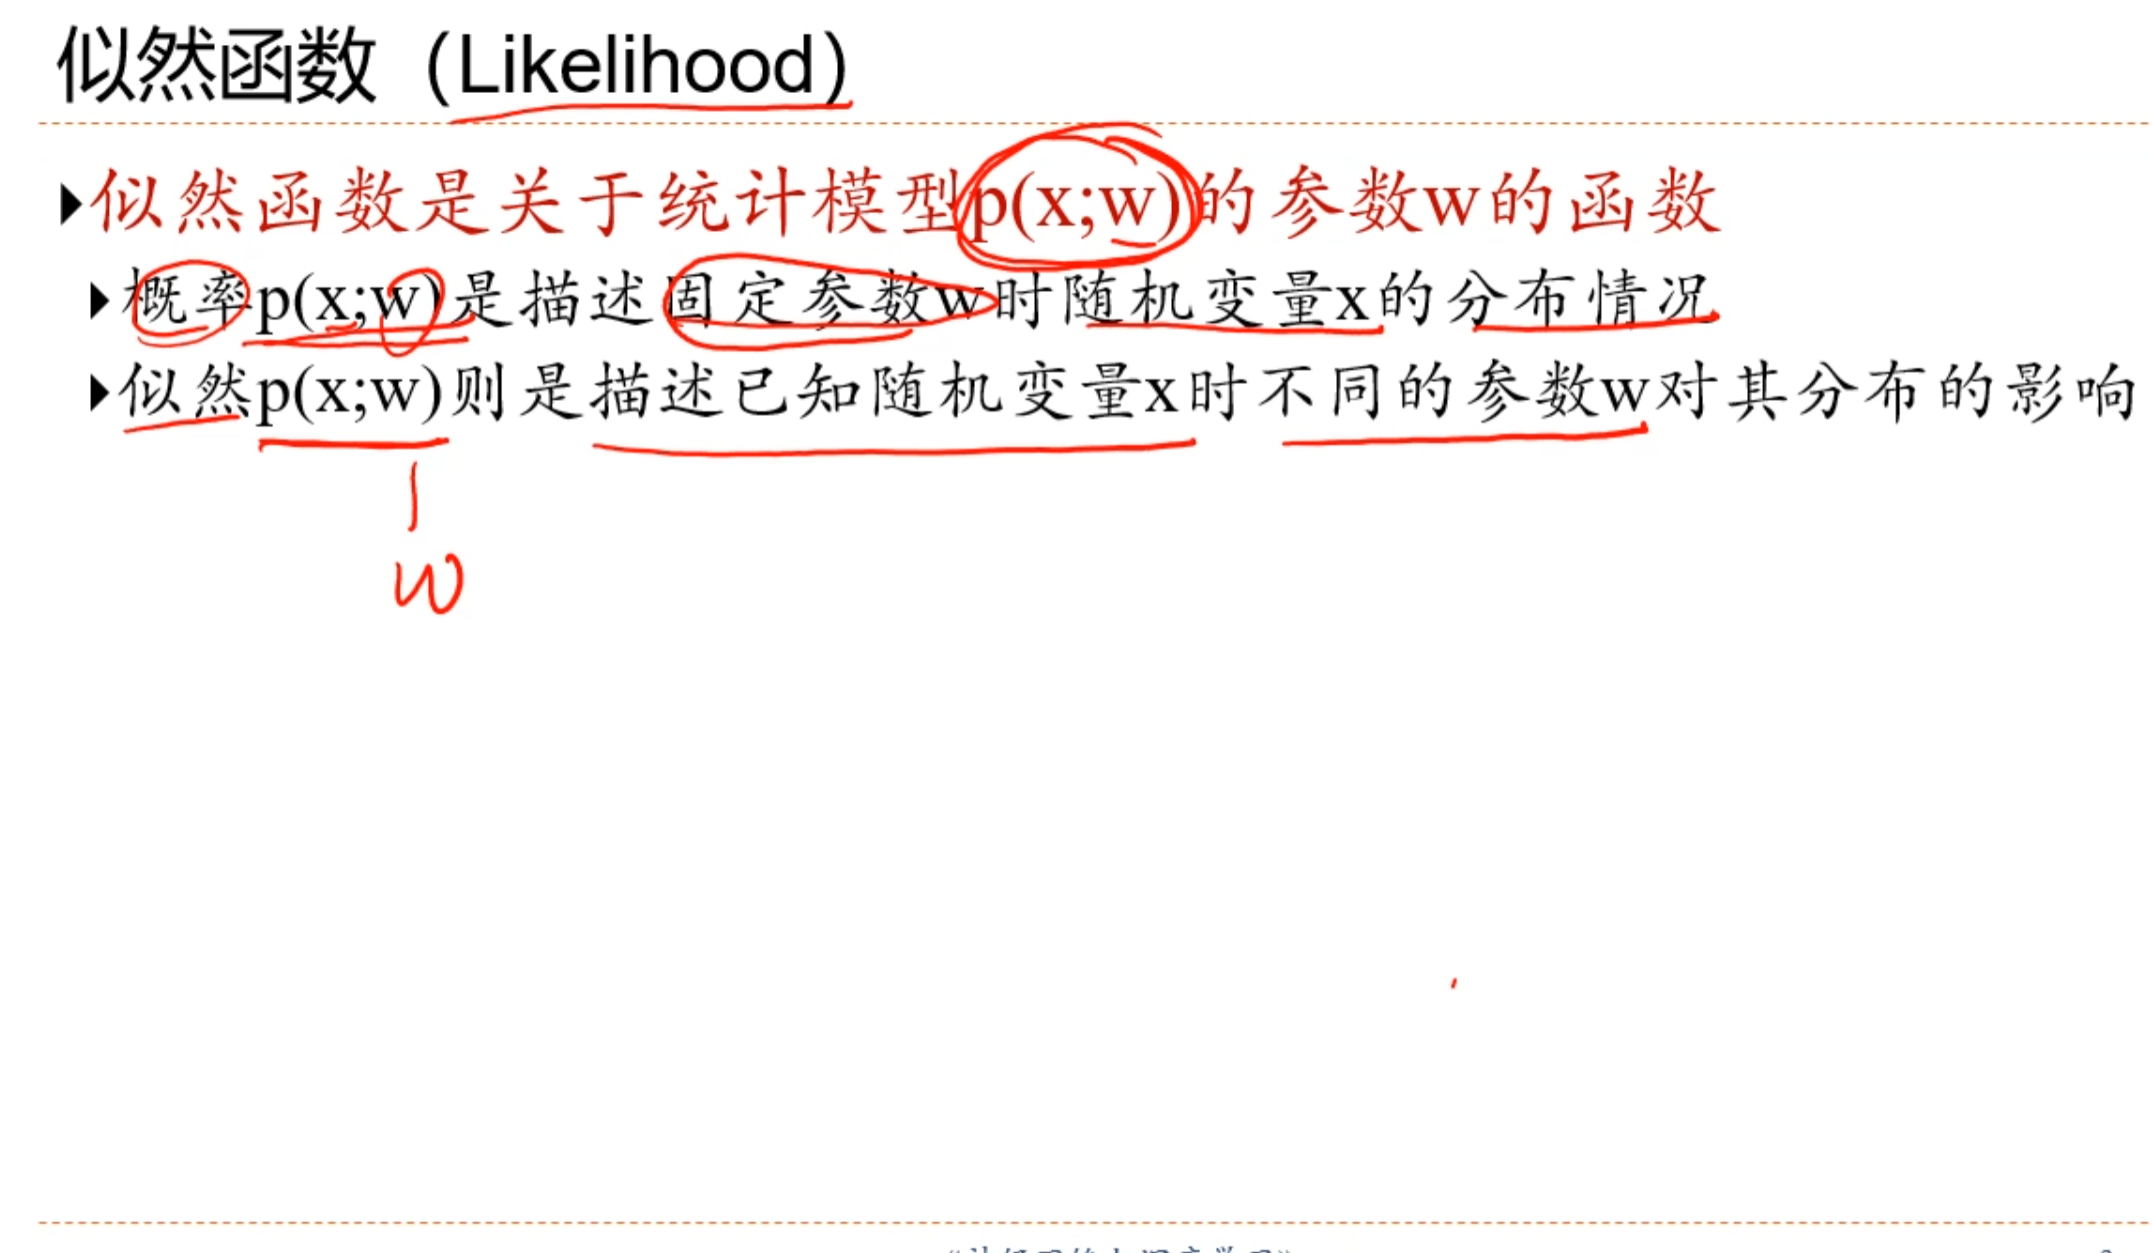 似然函数（Likelihood）
似然函数是关于统计模型p(x;w)的参数w的函数
概率p(x;w)是描述固定参数w时随机变量x的分布情况
似然p(x;w)则是描述已知随机变量x时不同的参数w对其分布的影响
w